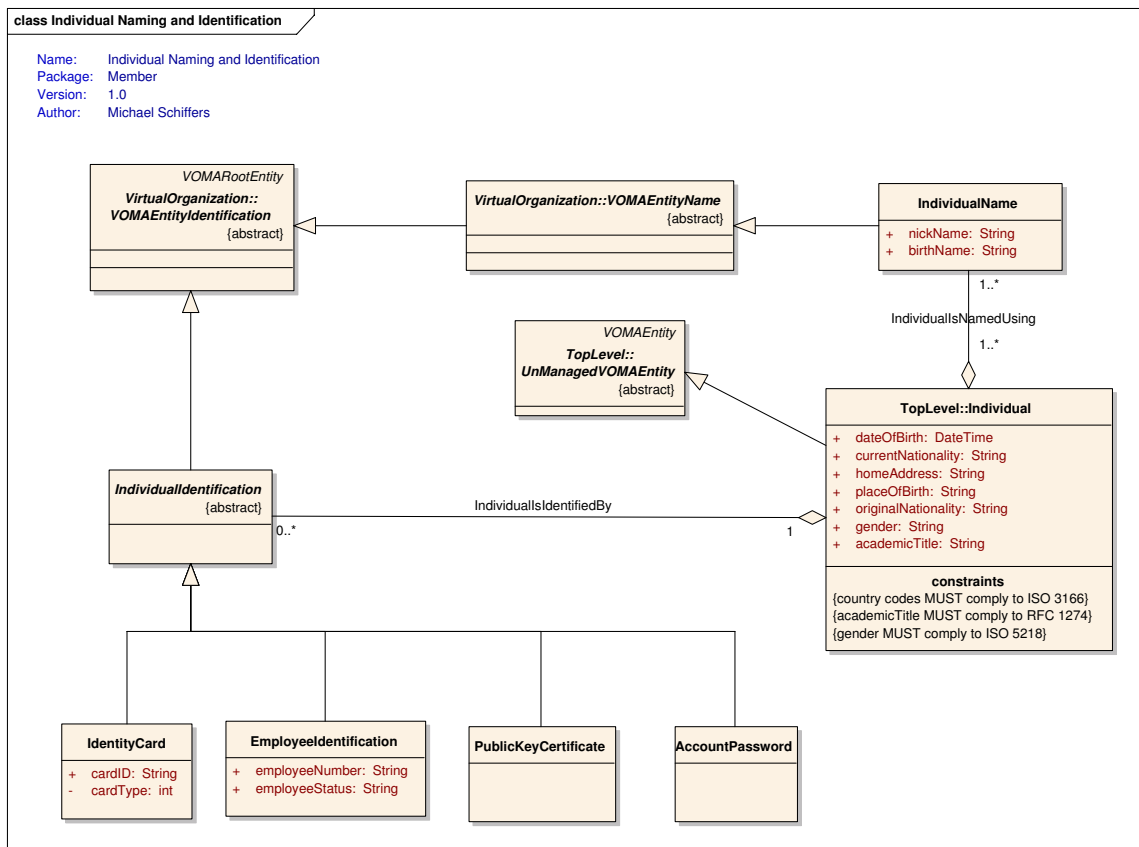 class Individual Naming and Identification
Name: Individual Naming and Identification
Package: Member
Version: 1.0
Author: Michael Schiffers
VOMARootEntity
VirtualOrganization::
VOMAEntityIdentification
{abstract}
VirtualOrganization::VOMAEntityName
{abstract}
IndividualName
+ nickName: String
+ birthName: String
1..*
IndividualIsNamedUsing
1..*
VOMAEntity
TopLevel::
UnManagedVOMAEntity
{abstract}
TopLevel::Individual
+ dateOfBirth: DateTime
+ currentNationality: String
+ homeAddress: String
+ placeOfBirth: String
+ originalNationality: String
+ gender: String
+ academicTitle: String
constraints
{country codes MUST comply to ISO 3166}
{academicTitle MUST comply to RFC 1274}
{gender MUST comply to ISO 5218}
IndividualIdentification
{abstract}
IndividualIsIdentifiedBy
0..*
1
IdentityCard
+ cardID: String
- cardType: int
EmployeeIdentification
+ employeeNumber: String
+ employeeStatus: String
PublicKeyCertificate
AccountPassword